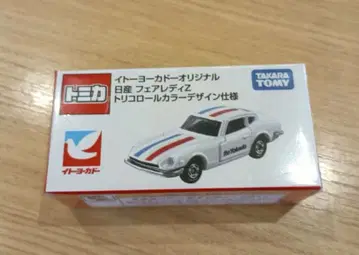 トミカ
イトーヨーカドーオリジナル
日産 フェアレディZ
トリコロールカラーデザイン仕様
TAKARA
TOMY
イトーヨーカドー
Ito Yokado